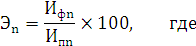 Эп = Ифп / Ипп × 100,    где